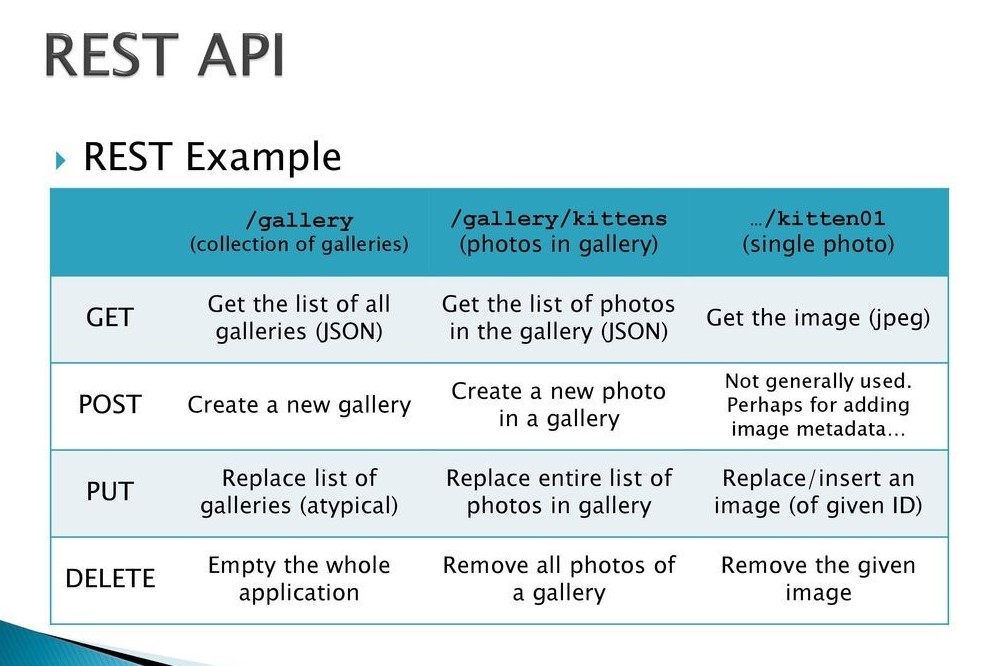 REST API
REST Example
/gallery
(collection of galleries)
/gallery/kittens
(photos in gallery)
…/kitten01
(single photo)
GET
Get the list of all
galleries (JSON)
Get the list of photos
in the gallery (JSON)
Get the image (jpeg)
POST
Create a new gallery
Create a new photo
in a gallery
Not generally used.
Perhaps for adding
image metadata…
PUT
Replace list of
galleries (atypical)
Replace entire list of
photos in gallery
Replace/insert an
image (of given ID)
DELETE
Empty the whole
application
Remove all photos of
a gallery
Remove the given
image